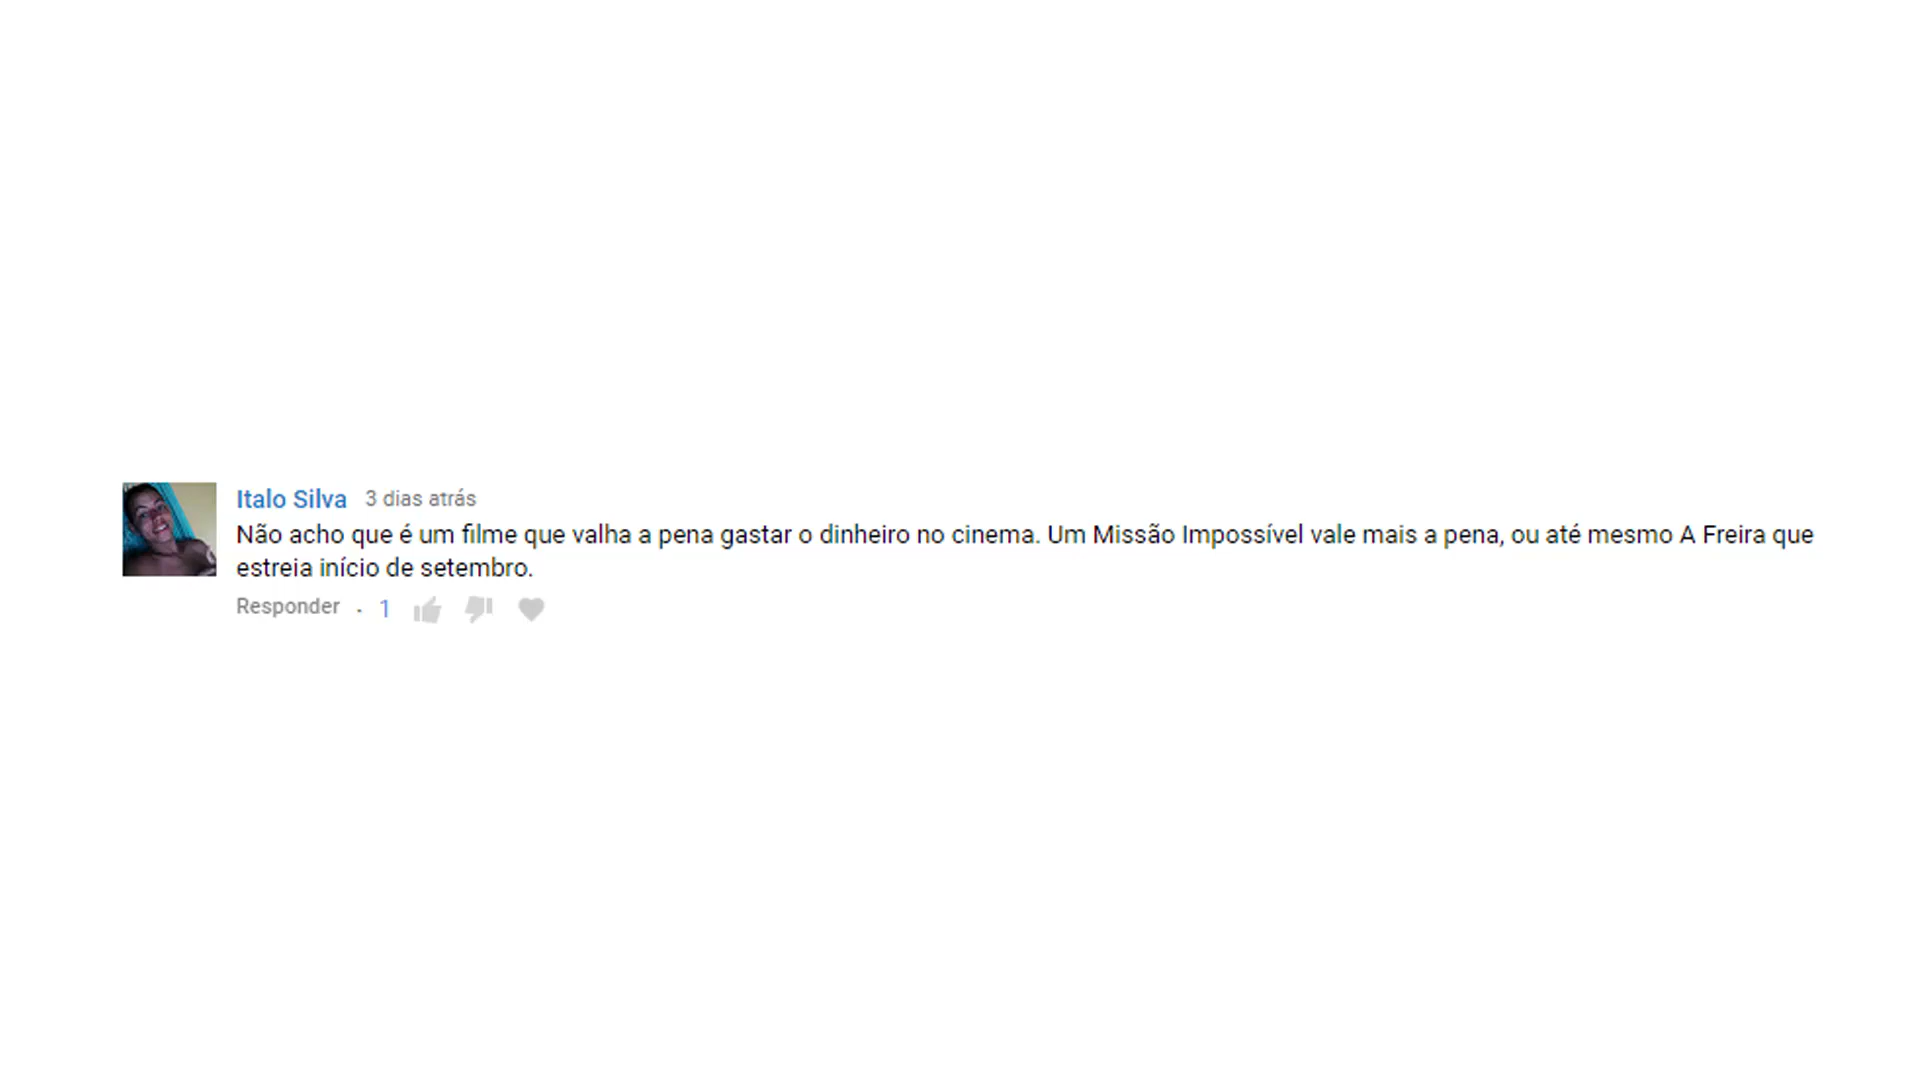 Italo Silva 3 dias atrás
Não acho que é um filme que valha a pena gastar o dinheiro no cinema. Um Missão Impossível vale mais a pena, ou até mesmo A Freira que
estreia início de setembro.
Responder . 1